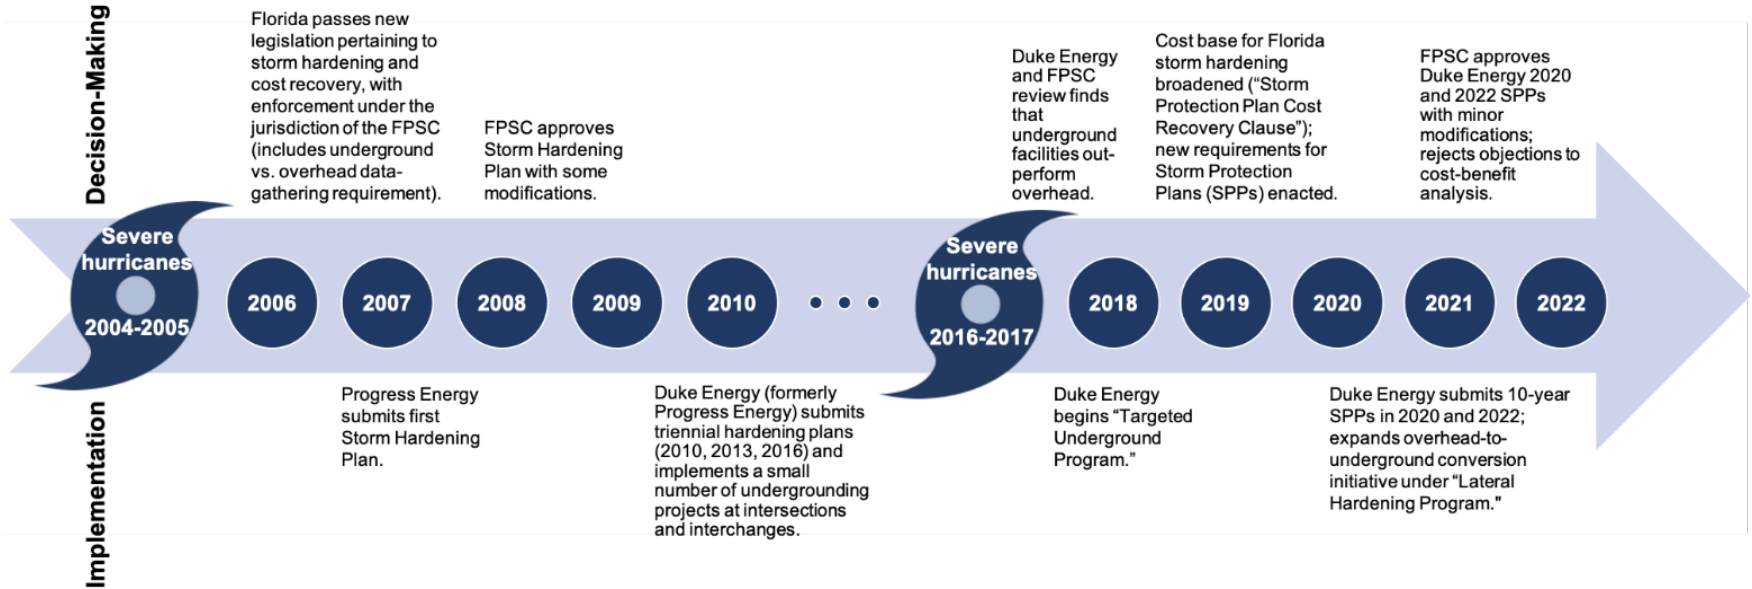 Decision-Making
Florida passes new
legislation pertaining to
storm hardening and
cost recovery, with
enforcement under the
jurisdiction of the FPSC
(includes underground
vs. overhead data-
gathering requirement).
FPSC approves
Storm Hardening
Plan with some
modifications.
Duke Energy
and FPSC
review finds
that
underground
facilities out-
perform
overhead.
Cost base for Florida
storm hardening
broadened (“Storm
Protection Plan Cost
Recovery Clause”);
new requirements for
Storm Protection
Plans (SPPs) enacted.
FPSC approves
Duke Energy 2020
and 2022 SPPs
with minor
modifications;
rejects objections to
cost-benefit
analysis.
Severe
hurricanes
2004-2005
2006
2007
2008
2009
2010
Severe
hurricanes
2016-2017
2018
2019
2020
2021
2022
Implementation
Progress Energy
submits first
Storm Hardening
Plan.
Duke Energy (formerly
Progress Energy) submits
triennial hardening plans
(2010, 2013, 2016) and
implements a small
number of undergrounding
projects at intersections
and interchanges.
Duke Energy
begins “Targeted
Underground
Program.”
Duke Energy submits 10-year
SPPs in 2020 and 2022;
expands overhead-to-
underground conversion
initiative under “Lateral
Hardening Program."